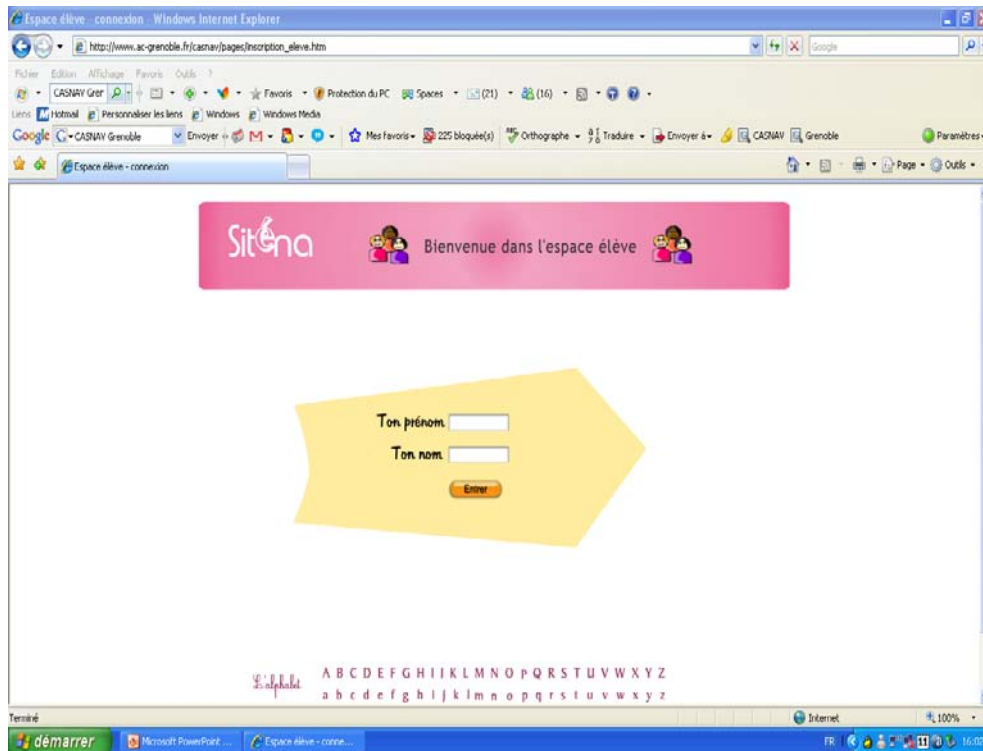 Espace élève - connexion - Windows Internet Explorer
http://www.ac-grenoble.fr/casnav/pages/inscription_eleve.htm
Google
Fichier Edition Affichage Favoris Outils ?
CASNAV Grer Favoris Protection du PC Spaces (21) (16)
Liens Hotmail Personnaliser les liens Windows Windows Media
Google CASNAV Grenoble Envoyer Mes favoris 225 bloquée(s) Orthographe Traduire Envoyer à CASNAV Grenoble Paramètres
Espace élève - connexion Page Outils
Siténa Bienvenue dans l'espace élève
Ton prénom
Ton nom
Entrer
L'alphabet A B C D E F G H I I K L M N O P Q R S T U V W X Y Z
a b c d e f g h i j k l m n o p q r s t u v w x y z
Terminé Internet 100%
démarrer Microsoft PowerPoint ... Espace élève - conne... FR 16:02